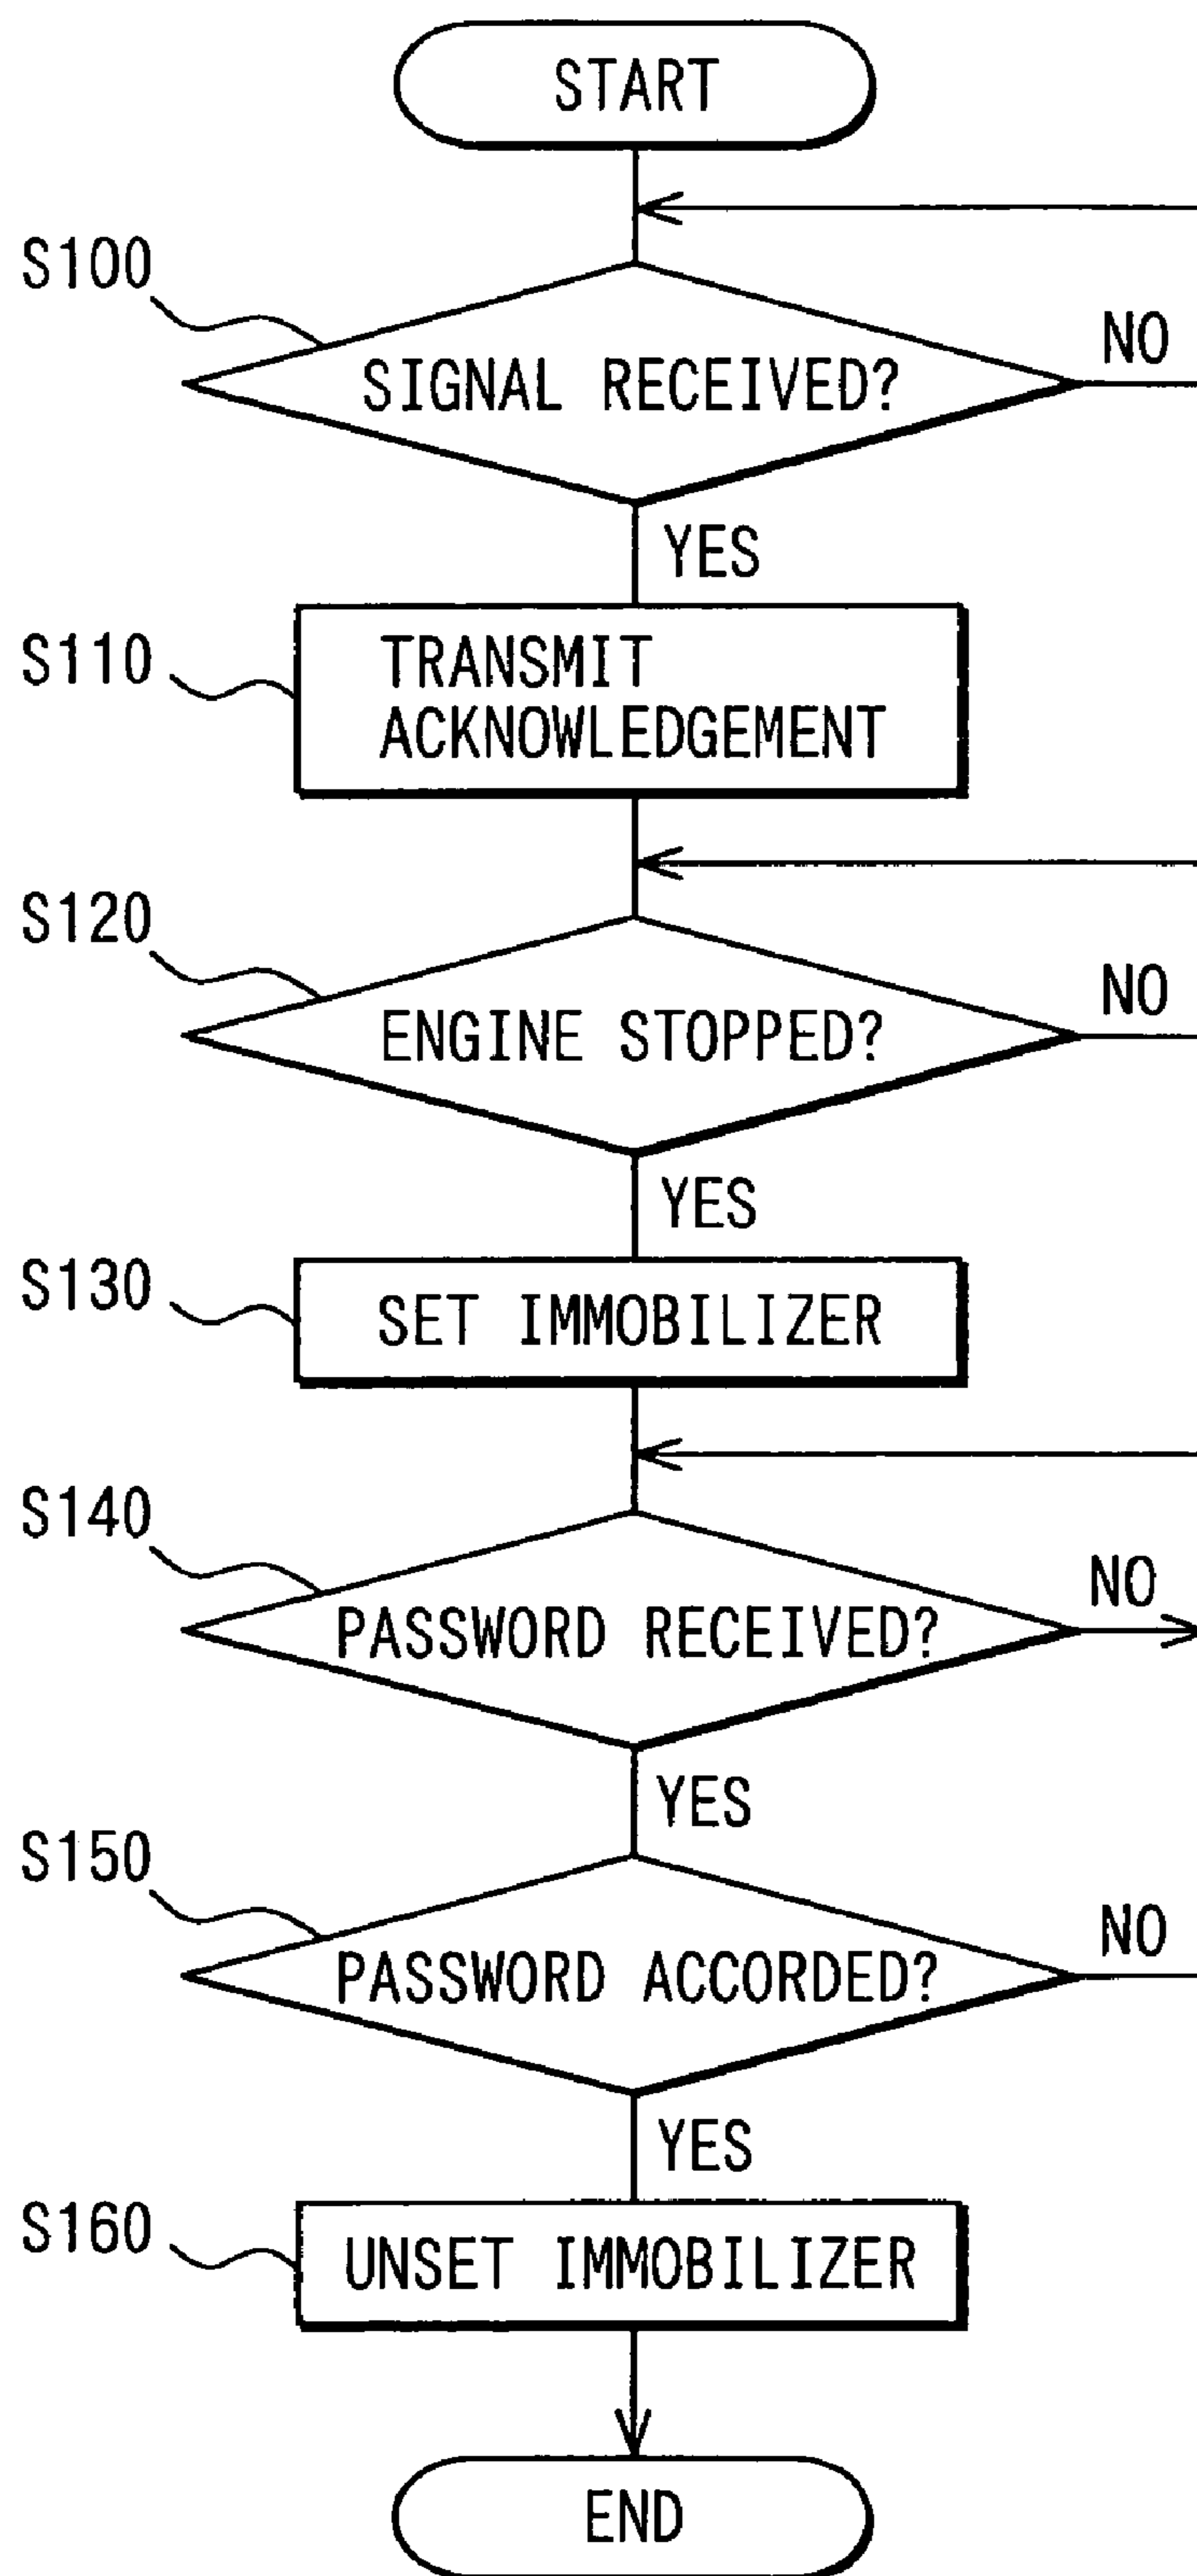 START
S100
SIGNAL RECEIVED?
NO
YES
S110
TRANSMIT
ACKNOWLEDGEMENT
S120
ENGINE STOPPED?
NO
YES
S130
SET IMMOBILIZER
S140
PASSWORD RECEIVED?
NO
YES
S150
PASSWORD ACCORDED?
NO
YES
S160
UNSET IMMOBILIZER
END